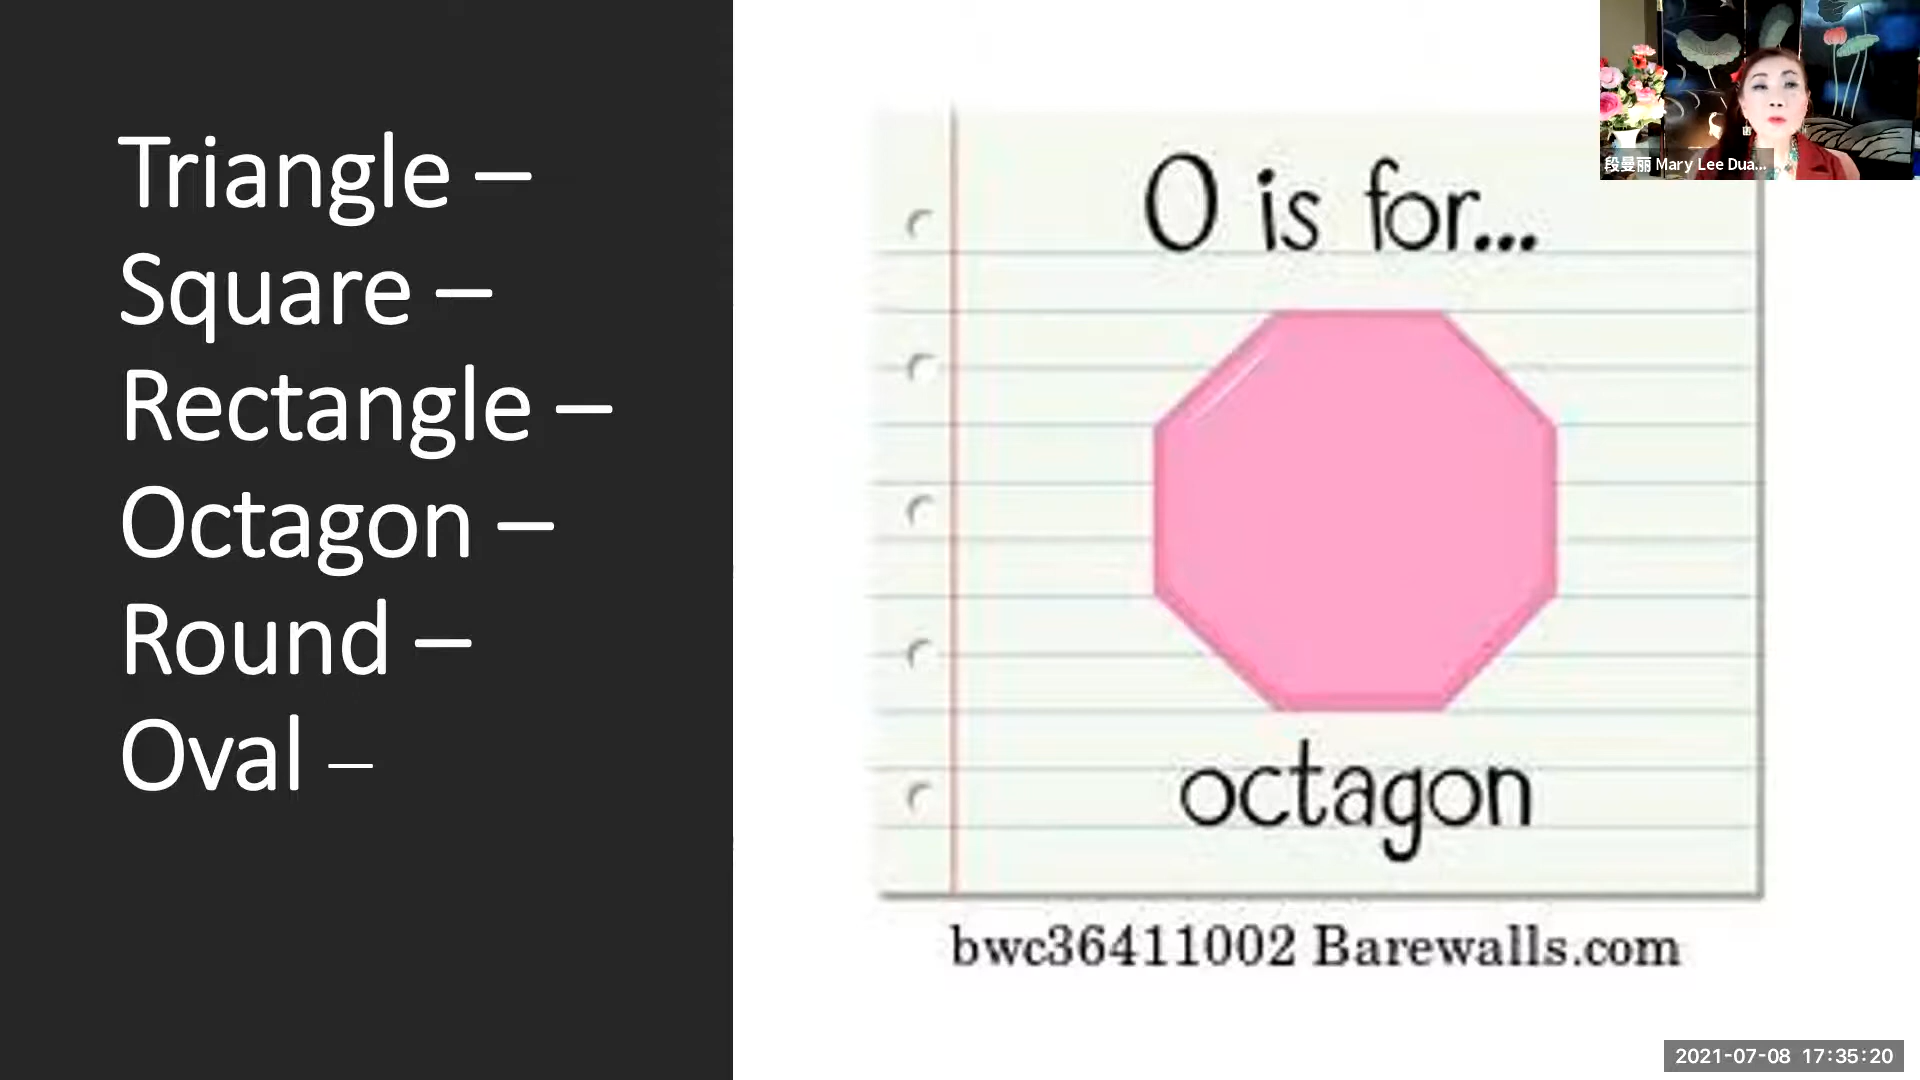 Triangle –
Square –
Rectangle –
Octagon –
Round –
Oval –
O is for...
octagon
bwc36411002 Barewalls.com
段曼丽 Mary Lee Dua...
2021-07-08 17:35:20